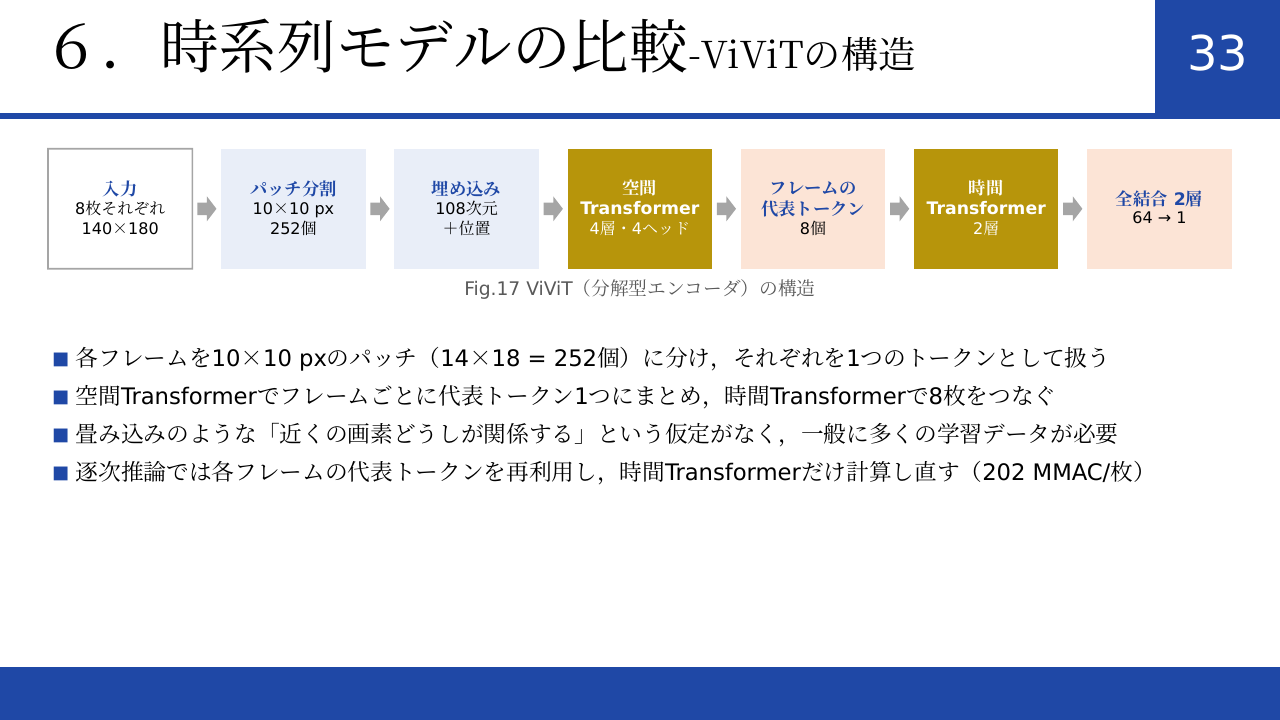 ６．時系列モデルの比較-ViViTの構造
33
入力
8枚それぞれ
140×180
パッチ分割
10×10 px
252個
埋め込み
108次元
＋位置
空間
Transformer
4層・4ヘッド
フレームの
代表トークン
8個
時間
Transformer
2層
全結合 2層
64 → 1
Fig.17 ViViT（分解型エンコーダ）の構造
■ 各フレームを10×10 pxのパッチ（14×18 = 252個）に分け，それぞれを1つのトークンとして扱う
■ 空間Transformerでフレームごとに代表トークン1つにまとめ，時間Transformerで8枚をつなぐ
■ 畳み込みのような「近くの画素どうしが関係する」という仮定がなく，一般に多くの学習データが必要
■ 逐次推論では各フレームの代表トークンを再利用し，時間Transformerだけ計算し直す（202 MMAC/枚）